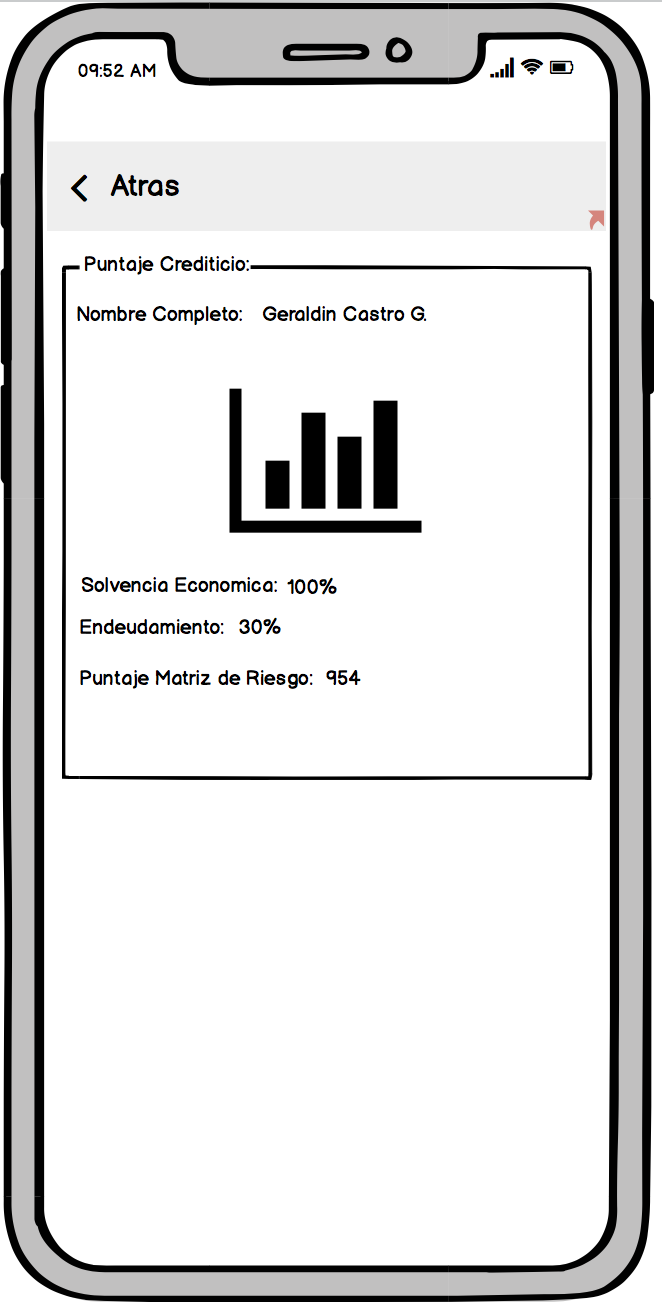 09:52 AM
Atras
Puntaje Crediticio:
Nombre Completo: Geraldin Castro G.
Solvencia Economica: 100%
Endeudamiento: 30%
Puntaje Matriz de Riesgo: 954